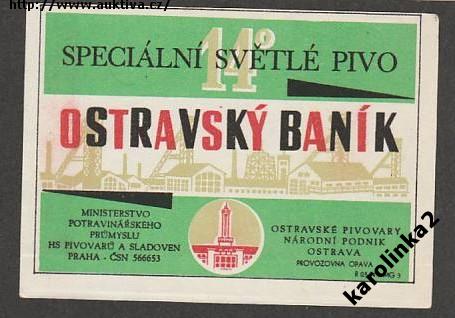 http://www.auktiva.cz/
14°
SPECIÁLNÍ SVĚTLÉ PIVO
OSTRAVSKÝ BANÍK
MINISTERSTVO
POTRAVINÁŘSKÉHO
PRŮMYSLU
HS PIVOVARŮ A SLADOVEN
PRAHA - ČSN 566653
OSTRAVSKÉ PIVOVARY
NÁRODNÍ PODNIK
OSTRAVA
PROVOZOVNA OPAVA
karolinka2